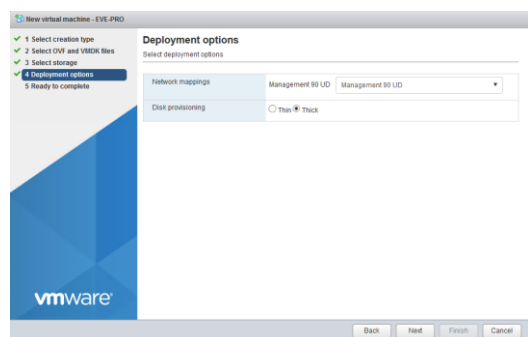 New virtual machine - EVE-PRO
1 Select creation type
2 Select OVF and VMDK files
3 Select storage
4 Deployment options
5 Ready to complete
Deployment options
Select deployment options
Network mappings
Management 90 UD
Management 90 UD
Disk provisioning
Thin
Thick
vmware
Back
Next
Finish
Cancel